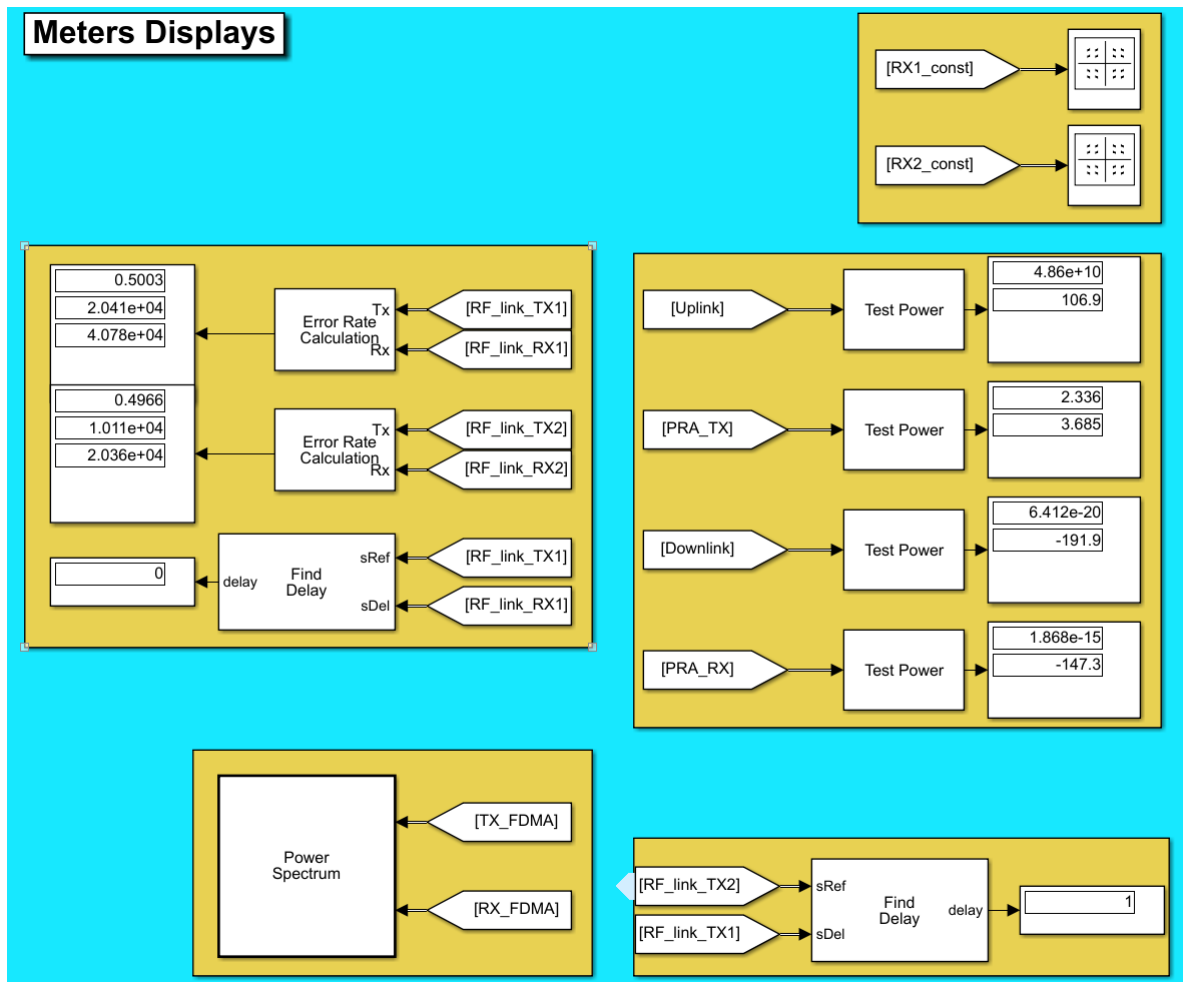 Meters Displays
[RX1_const]
[RX2_const]
0.5003
2.041e+04
4.078e+04
Error Rate
Calculation
Tx
Rx
[RF_link_TX1]
[RF_link_RX1]
0.4966
1.011e+04
2.036e+04
Error Rate
Calculation
Tx
Rx
[RF_link_TX2]
[RF_link_RX2]
0
delay
Find
Delay
sRef
sDel
[RF_link_TX1]
[RF_link_RX1]
[Uplink]
Test Power
4.86e+10
106.9
[PRA_TX]
Test Power
2.336
3.685
[Downlink]
Test Power
6.412e-20
-191.9
[PRA_RX]
Test Power
1.868e-15
-147.3
Power
Spectrum
[TX_FDMA]
[RX_FDMA]
[RF_link_TX2]
[RF_link_TX1]
sRef
sDel
Find
Delay
delay
1